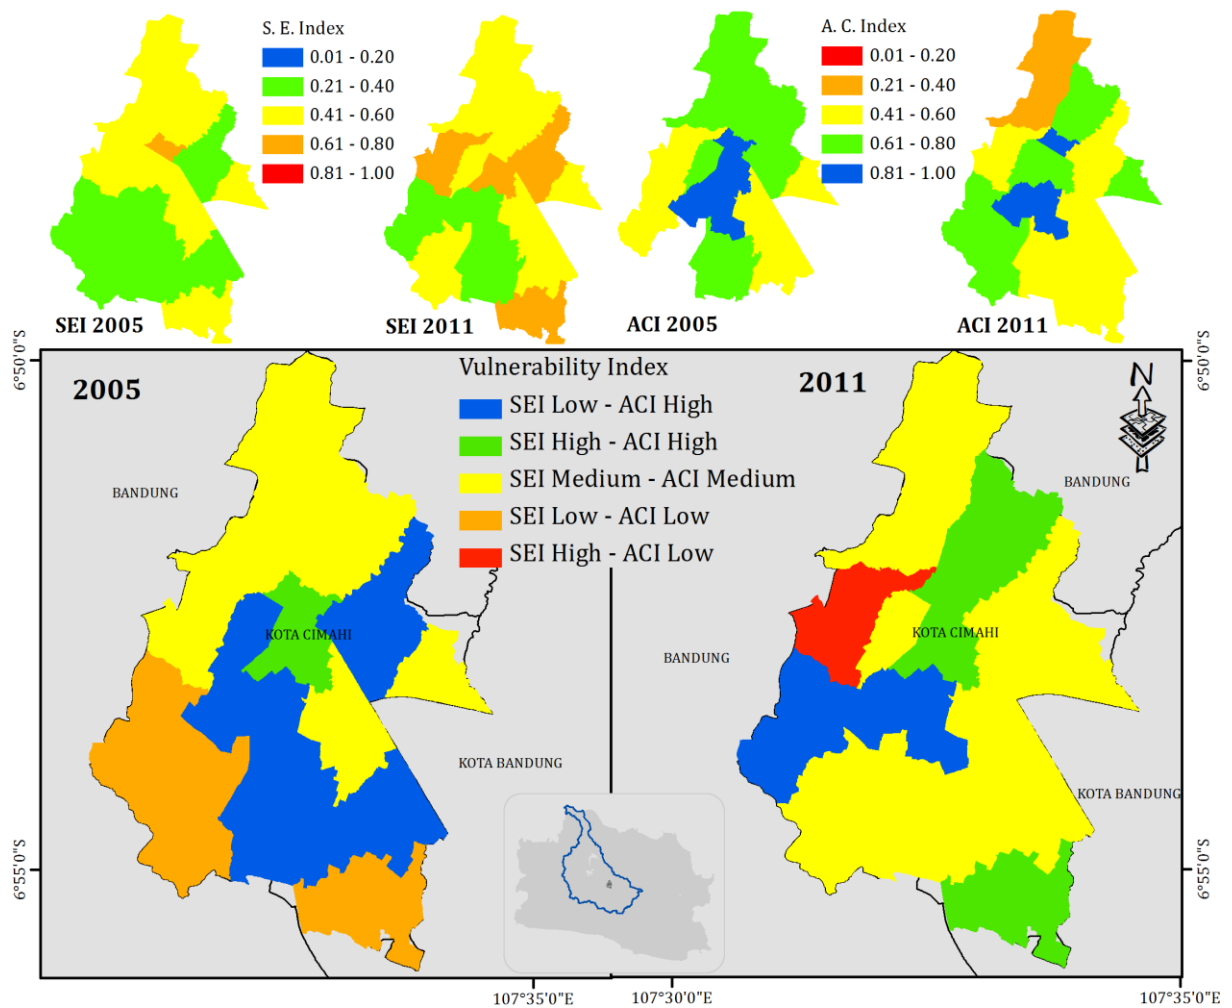 S. E. Index
0.01 - 0.20
0.21 - 0.40
0.41 - 0.60
0.61 - 0.80
0.81 - 1.00
A. C. Index
0.01 - 0.20
0.21 - 0.40
0.41 - 0.60
0.61 - 0.80
0.81 - 1.00
SEI 2005
SEI 2011
ACI 2005
ACI 2011
6°50'0"S
6°50'0"S
2005
Vulnerability Index
2011
N
SEI Low - ACI High
SEI High - ACI High
SEI Medium - ACI Medium
SEI Low - ACI Low
SEI High - ACI Low
BANDUNG
BANDUNG
KOTA CIMAHI
KOTA CIMAHI
BANDUNG
KOTA BANDUNG
KOTA BANDUNG
6°55'0"S
6°55'0"S
107°35'0"E
107°30'0"E
107°35'0"E